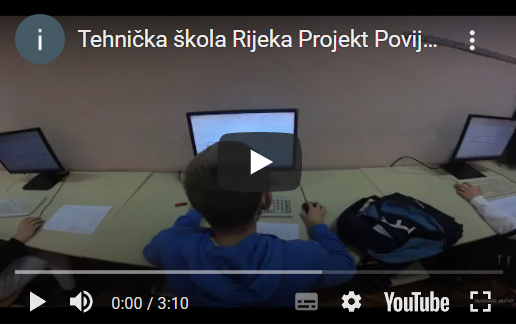 i
Tehnička škola Rijeka Projekt Povij...
0:00 / 3:10
YouTube